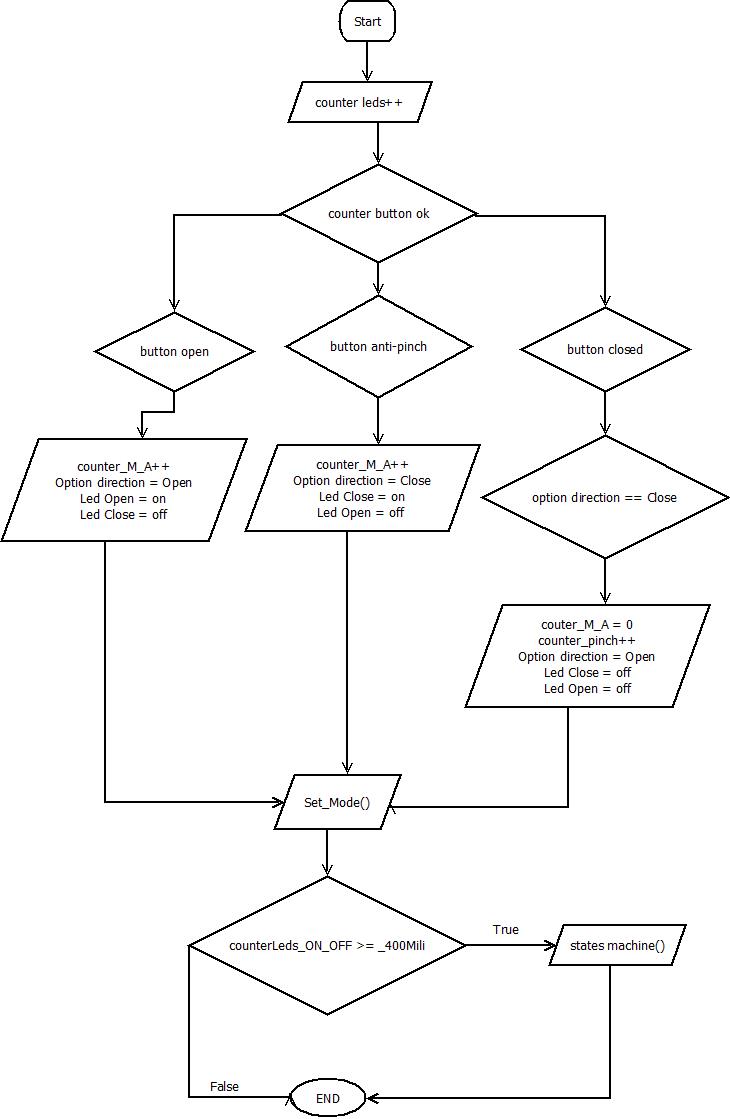 Start
counter leds++
counter button ok
button open
button anti-pinch
button closed
counter_M_A++
Option direction = Open
Led Open = on
Led Close = off
counter_M_A++
Option direction = Close
Led Close = on
Led Open = off
option direction == Close
couter_M_A = 0
counter_pinch++
Option direction = Open
Led Close = off
Led Open = off
Set_Mode()
counterLeds_ON_OFF >= _400Mili
True
states machine()
False
END